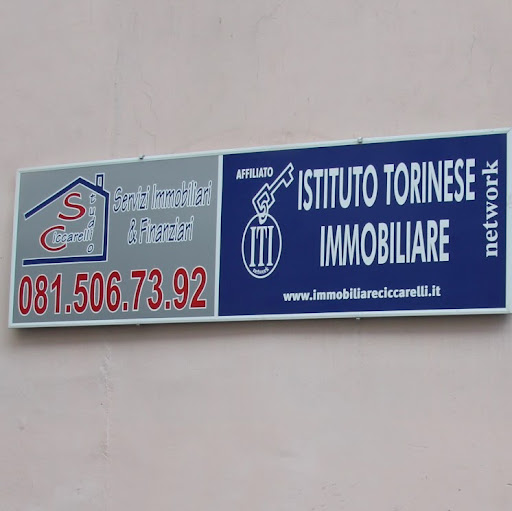 Studio
Ciccarelli
Servizi Immobiliari
& Finanziari
081.506.73.92
AFFILIATO
ITI
network
ISTITUTO TORINESE
IMMOBILIARE
network
www.immobiliareciccarelli.it